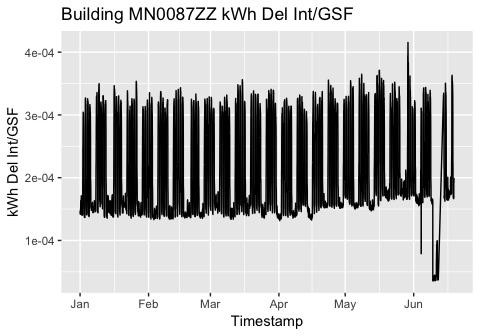 Building MN0087ZZ kWh Del Int/GSF
4e-04
3e-04
2e-04
1e-04
kWh Del Int/GSF
Jan Feb Mar Apr May Jun
Timestamp